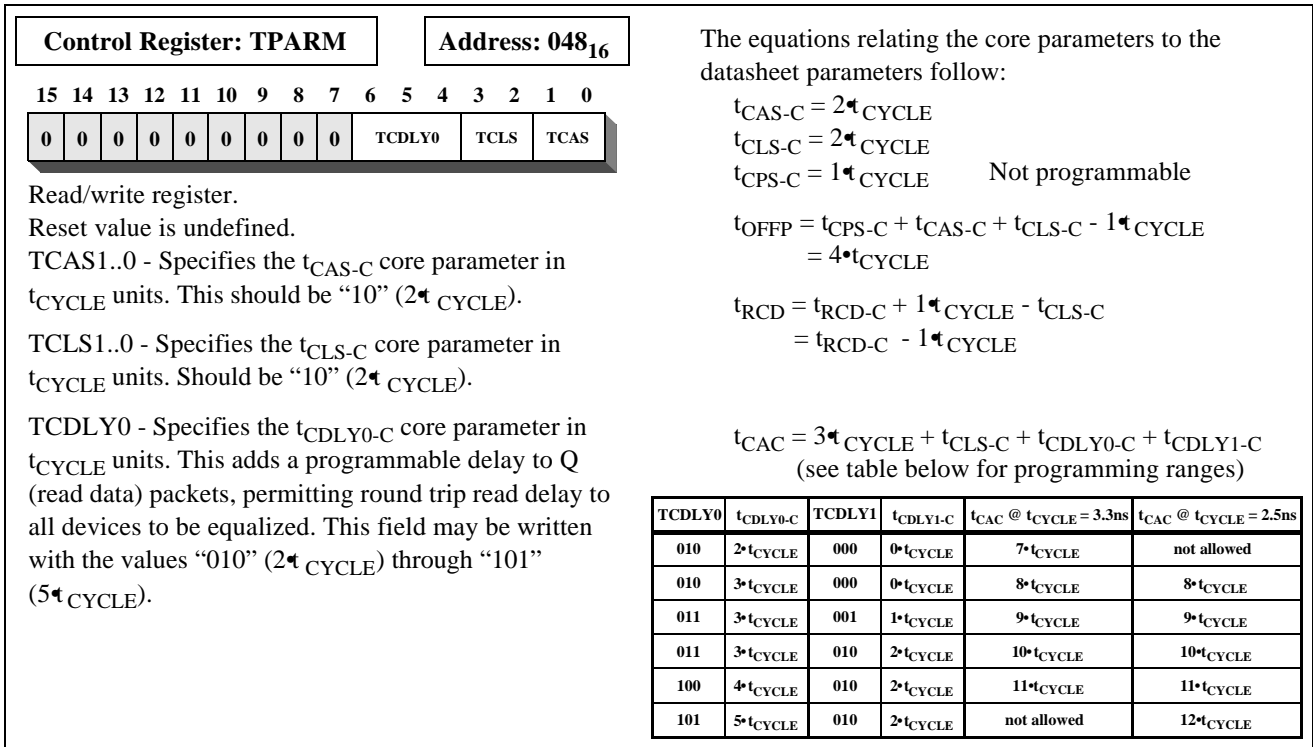 Control Register: TPARM
Address: 048₁₆
15 14 13 12 11 10 9 8 7 6 5 4 3 2 1 0
0 0 0 0 0 0 0 0 0 TCDLY0 TCLS TCAS
Read/write register.
Reset value is undefined.
TCAS1..0 - Specifies the tCAS-C core parameter in
tCYCLE units. This should be “10” (2•tCYCLE).
TCLS1..0 - Specifies the tCLS-C core parameter in
tCYCLE units. Should be “10” (2•tCYCLE).
TCDLY0 - Specifies the tCDLY0-C core parameter in
tCYCLE units. This adds a programmable delay to Q
(read data) packets, permitting round trip read delay to
all devices to be equalized. This field may be written
with the values “010” (2•tCYCLE) through “101”
(5•tCYCLE).
The equations relating the core parameters to the
datasheet parameters follow:
tCAS-C = 2•tCYCLE
tCLS-C = 2•tCYCLE
tCPS-C = 1•tCYCLE Not programmable
tOFFP = tCPS-C + tCAS-C + tCLS-C - 1•tCYCLE
= 4•tCYCLE
tRCD = tRCD-C + 1•tCYCLE - tCLS-C
= tRCD-C - 1•tCYCLE
tCAC = 3•tCYCLE + tCLS-C + tCDLY0-C + tCDLY1-C
(see table below for programming ranges)
TCDLY0 tCDLY0-C TCDLY1 tCDLY1-C tCAC @ tCYCLE = 3.3ns tCAC @ tCYCLE = 2.5ns
010 2•tCYCLE 000 0•tCYCLE 7•tCYCLE not allowed
010 3•tCYCLE 000 0•tCYCLE 8•tCYCLE 8•tCYCLE
011 3•tCYCLE 001 1•tCYCLE 9•tCYCLE 9•tCYCLE
011 3•tCYCLE 010 2•tCYCLE 10•tCYCLE 10•tCYCLE
100 4•tCYCLE 010 2•tCYCLE 11•tCYCLE 11•tCYCLE
101 5•tCYCLE 010 2•tCYCLE not allowed 12•tCYCLE